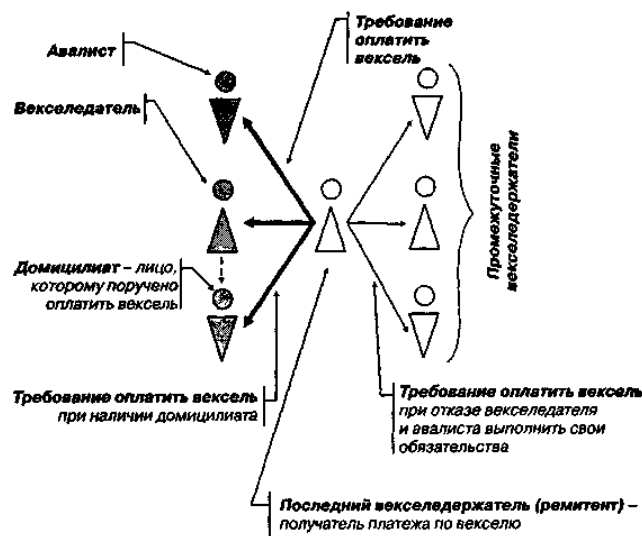 Требование
оплатить
вексель
Авалист
Векселедатель
Домицилиат – лицо,
которому поручено
оплатить вексель
Промежуточные
векселедержатели
Требование оплатить вексель
при наличии домицилиата
Требование оплатить вексель
при отказе векселедателя
и авалиста выполнить свои
обязательства
Последний векселедержатель (ремитент) –
получатель платежа по векселю